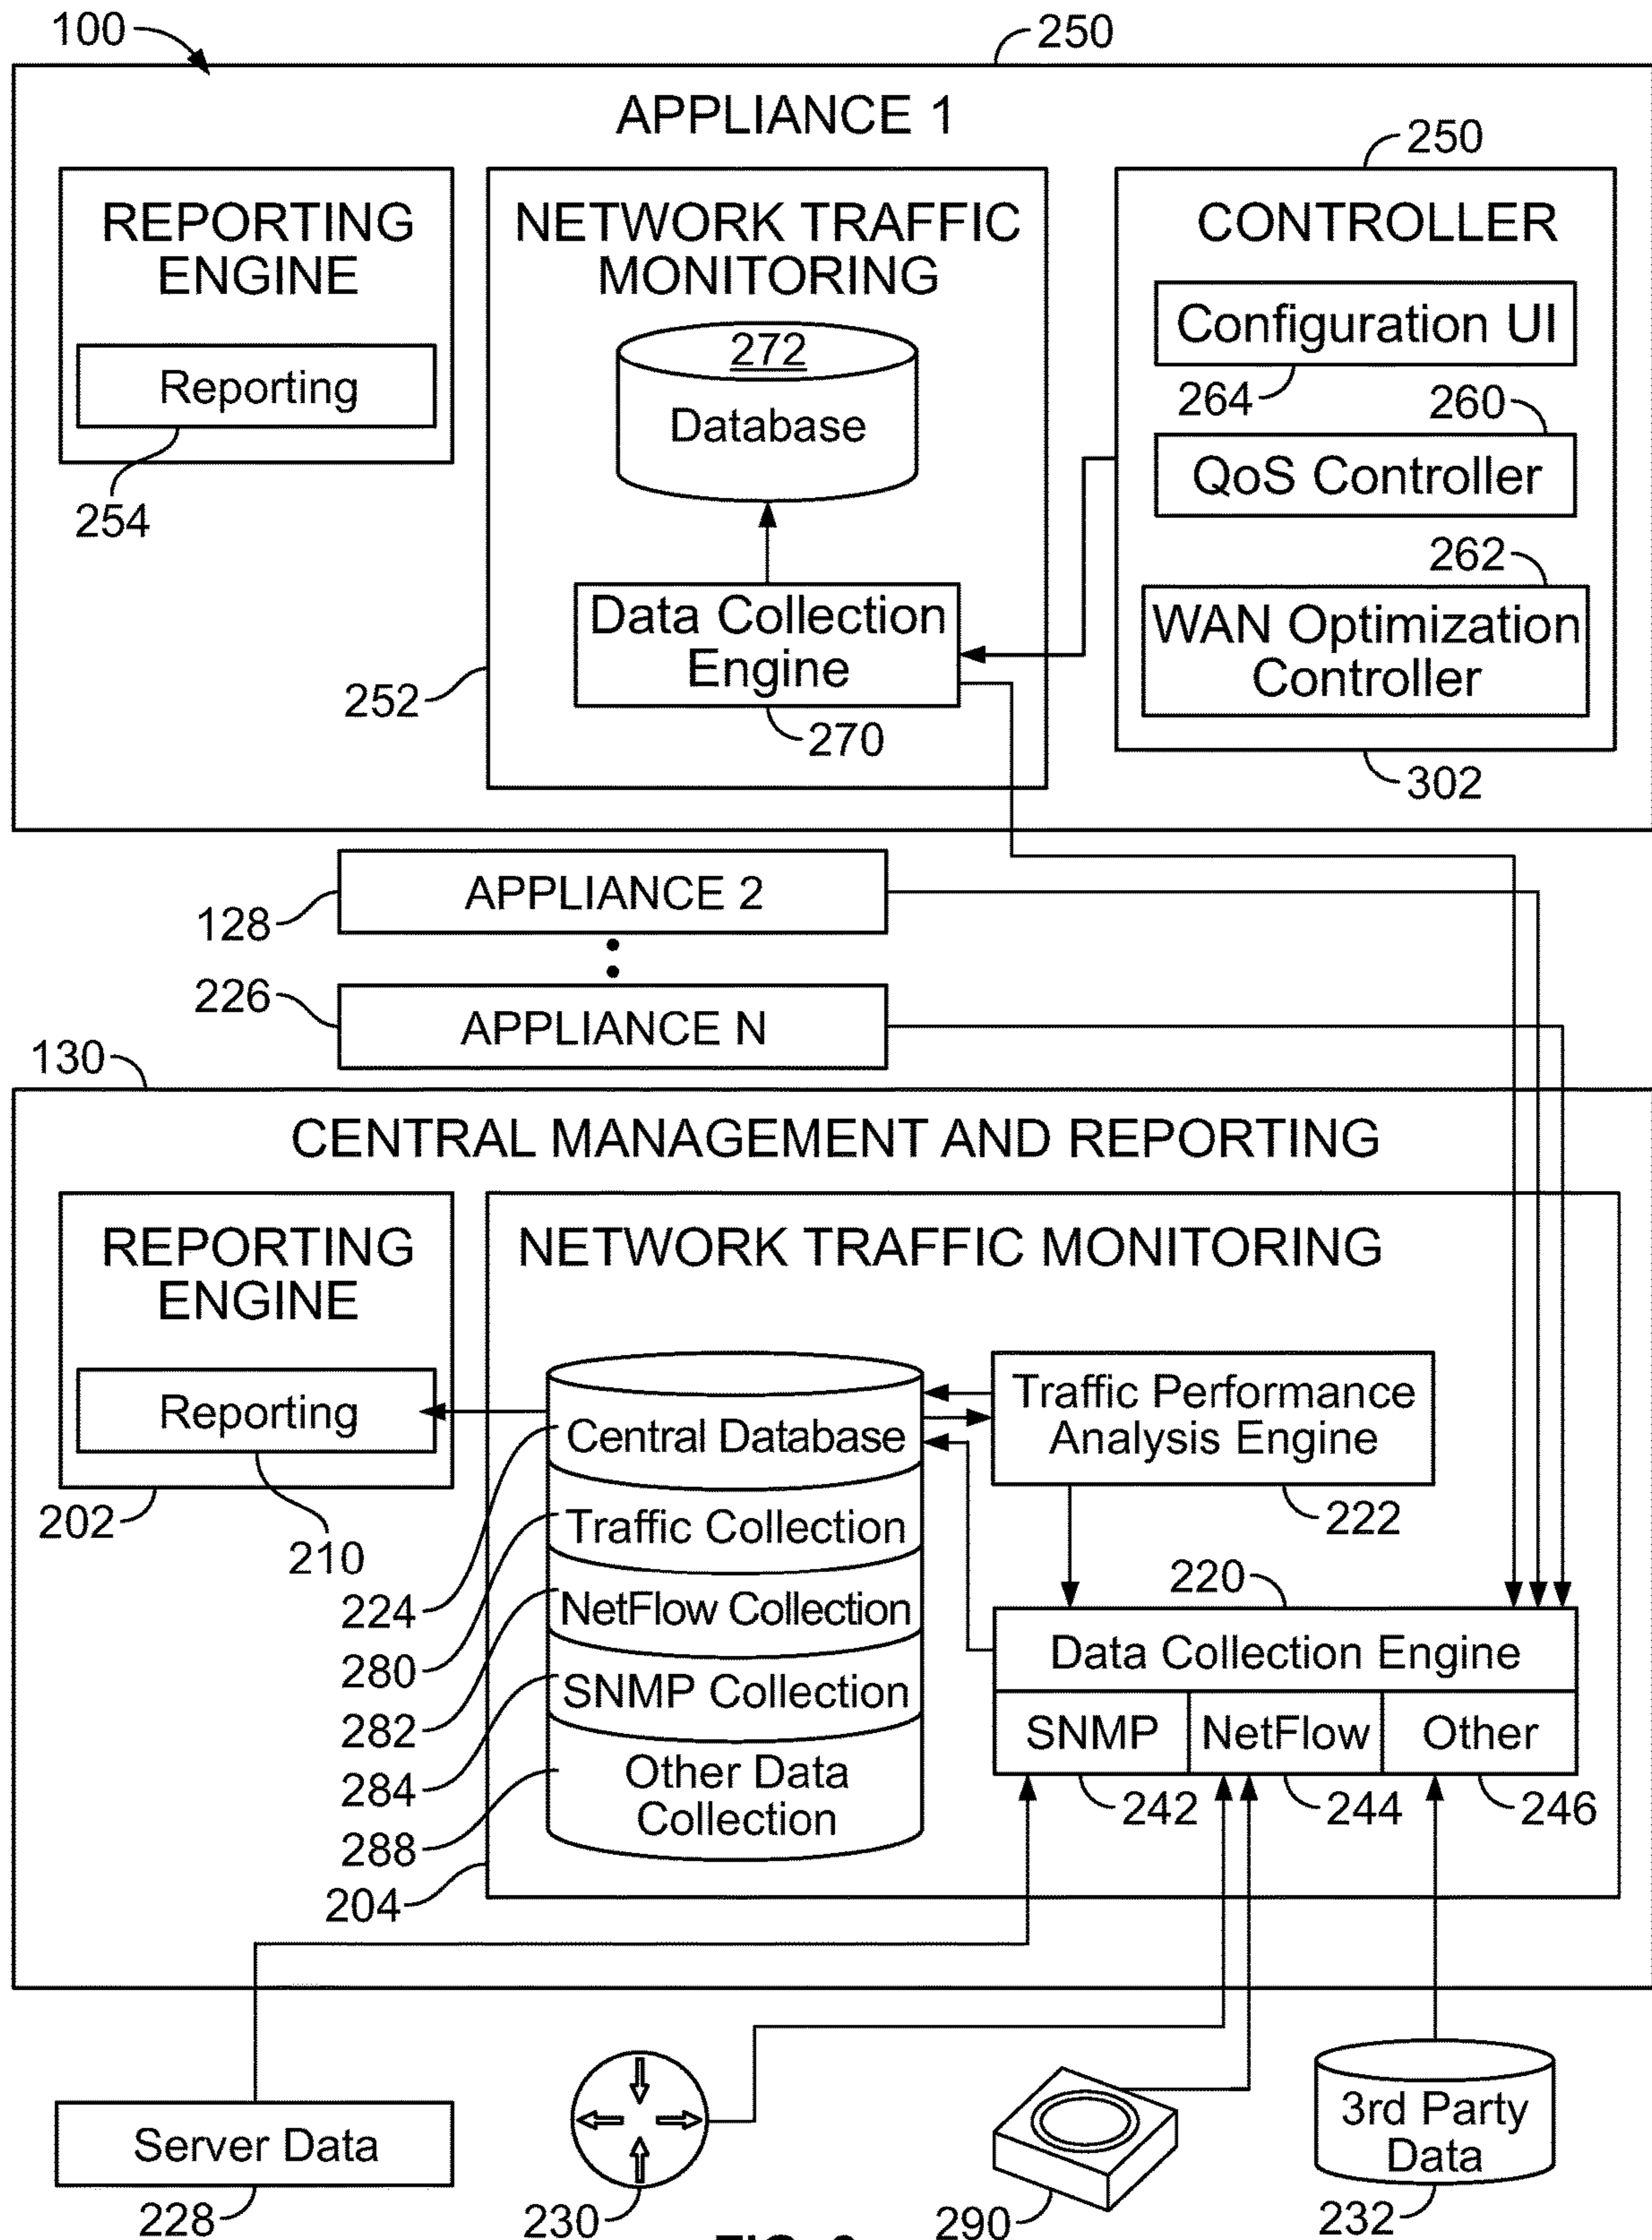 100
250
APPLIANCE 1
250
REPORTING
ENGINE
Reporting
254
NETWORK TRAFFIC
MONITORING
272
Database
Data Collection
Engine
252
270
CONTROLLER
Configuration UI
264
260
QoS Controller
262
WAN Optimization
Controller
302
APPLIANCE 2
128
226
APPLIANCE N
130
CENTRAL MANAGEMENT AND REPORTING
REPORTING
ENGINE
Reporting
202
210
NETWORK TRAFFIC MONITORING
Central Database
Traffic Collection
NetFlow Collection
SNMP Collection
Other Data
Collection
224
280
282
284
288
204
Traffic Performance
Analysis Engine
222
220
Data Collection Engine
SNMP
NetFlow
Other
242
244
246
Server Data
228
230
290
3rd Party
Data
232